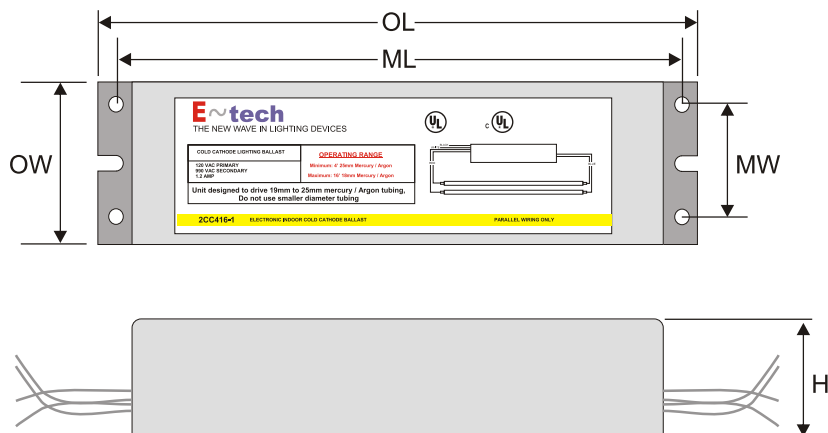 OL
ML
E~tech
THE NEW WAVE IN LIGHTING DEVICES
UL
c UL
COLD CATHODE LIGHTING BALLAST
120 VAC PRIMARY
990 VAC SECONDARY
1.2 AMP
OPERATING RANGE
Minimum: 4' 25mm Mercury / Argon
Maximum: 16' 18mm Mercury / Argon
Unit designed to drive 19mm to 25mm mercury / Argon tubing,
Do not use smaller diameter tubing
2CC416-1 ELECTRONIC INDOOR COLD CATHODE BALLAST PARALLEL WIRING ONLY
OW
MW
H